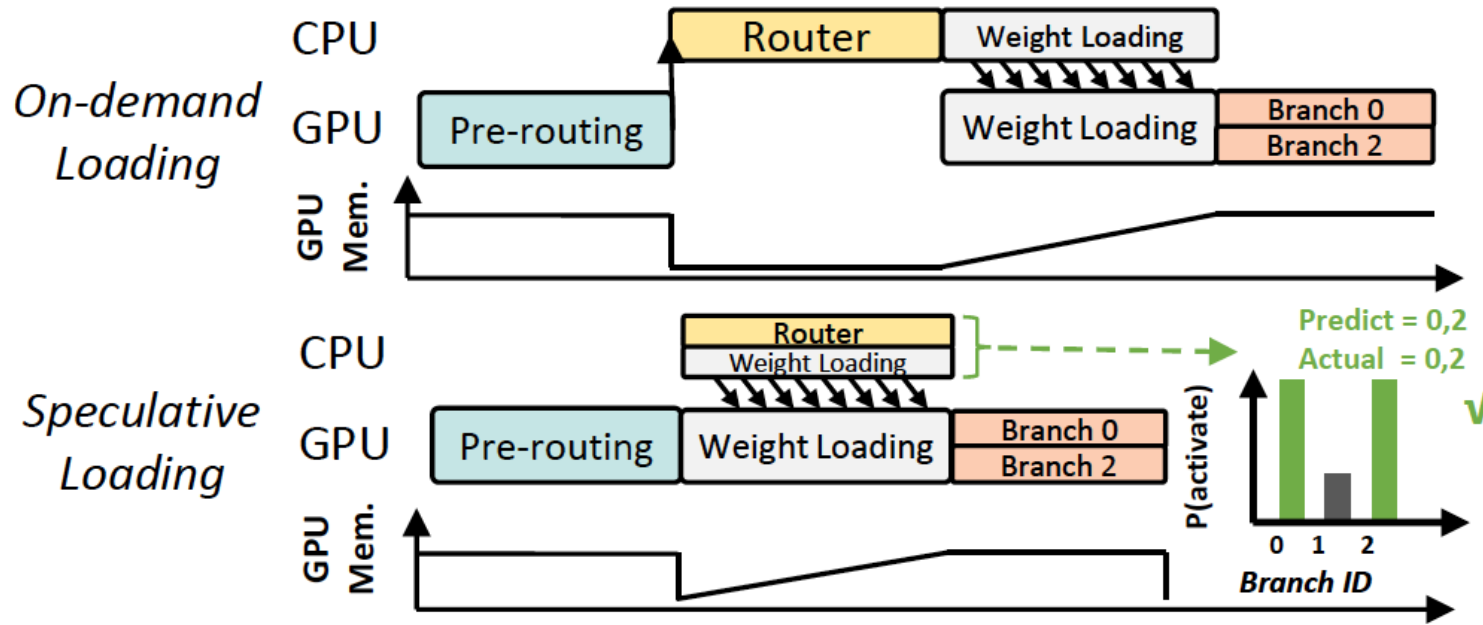 On-demand
Loading
CPU
Router
Weight Loading
GPU
Pre-routing
Weight Loading
Branch 0
Branch 2
GPU
Mem.
Speculative
Loading
CPU
Router
Weight Loading
GPU
Pre-routing
Weight Loading
Branch 0
Branch 2
GPU
Mem.
Predict = 0,2
Actual = 0,2
√
P(activate)
0 1 2
Branch ID